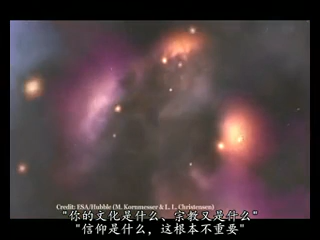 Credit: ESA/Hubble (M. Kornmesser & L. L. Christensen)
"你的文化是什么、宗教又是什么"
"信仰是什么，这根本不重要"